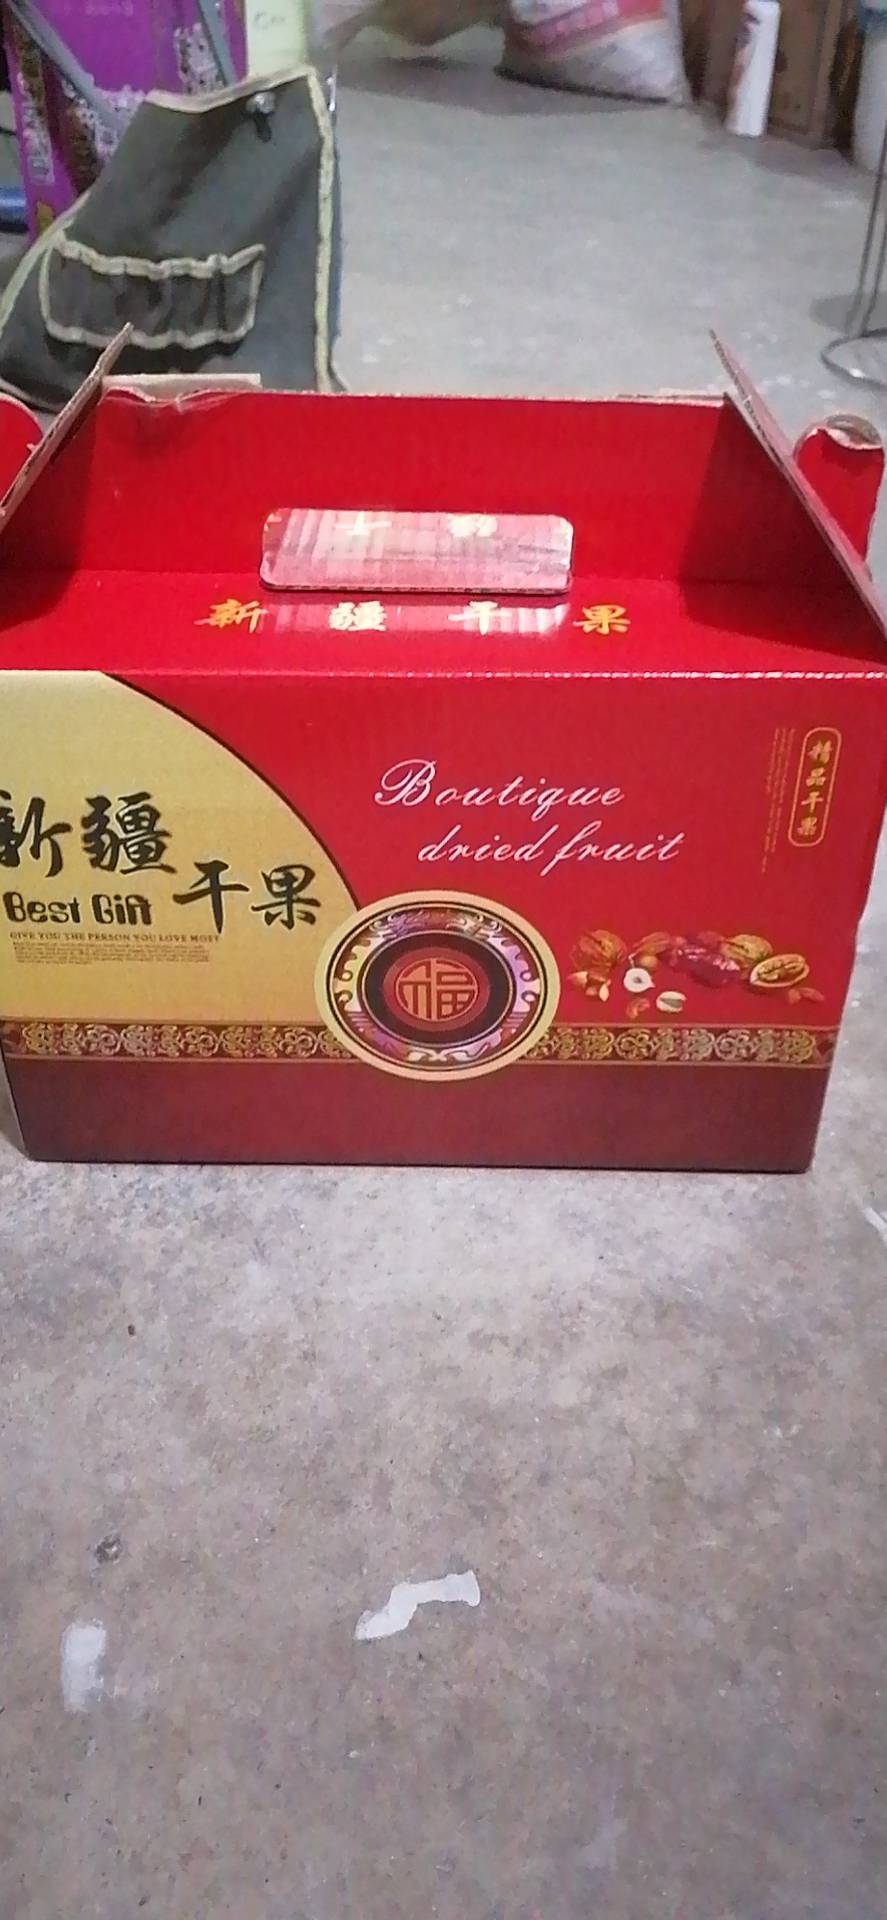 新疆干果
新疆
干果
Best Gift
GIVE YOU THE PERSON YOU LOVE MOST
Boutique
dried fruit
精品干果
福